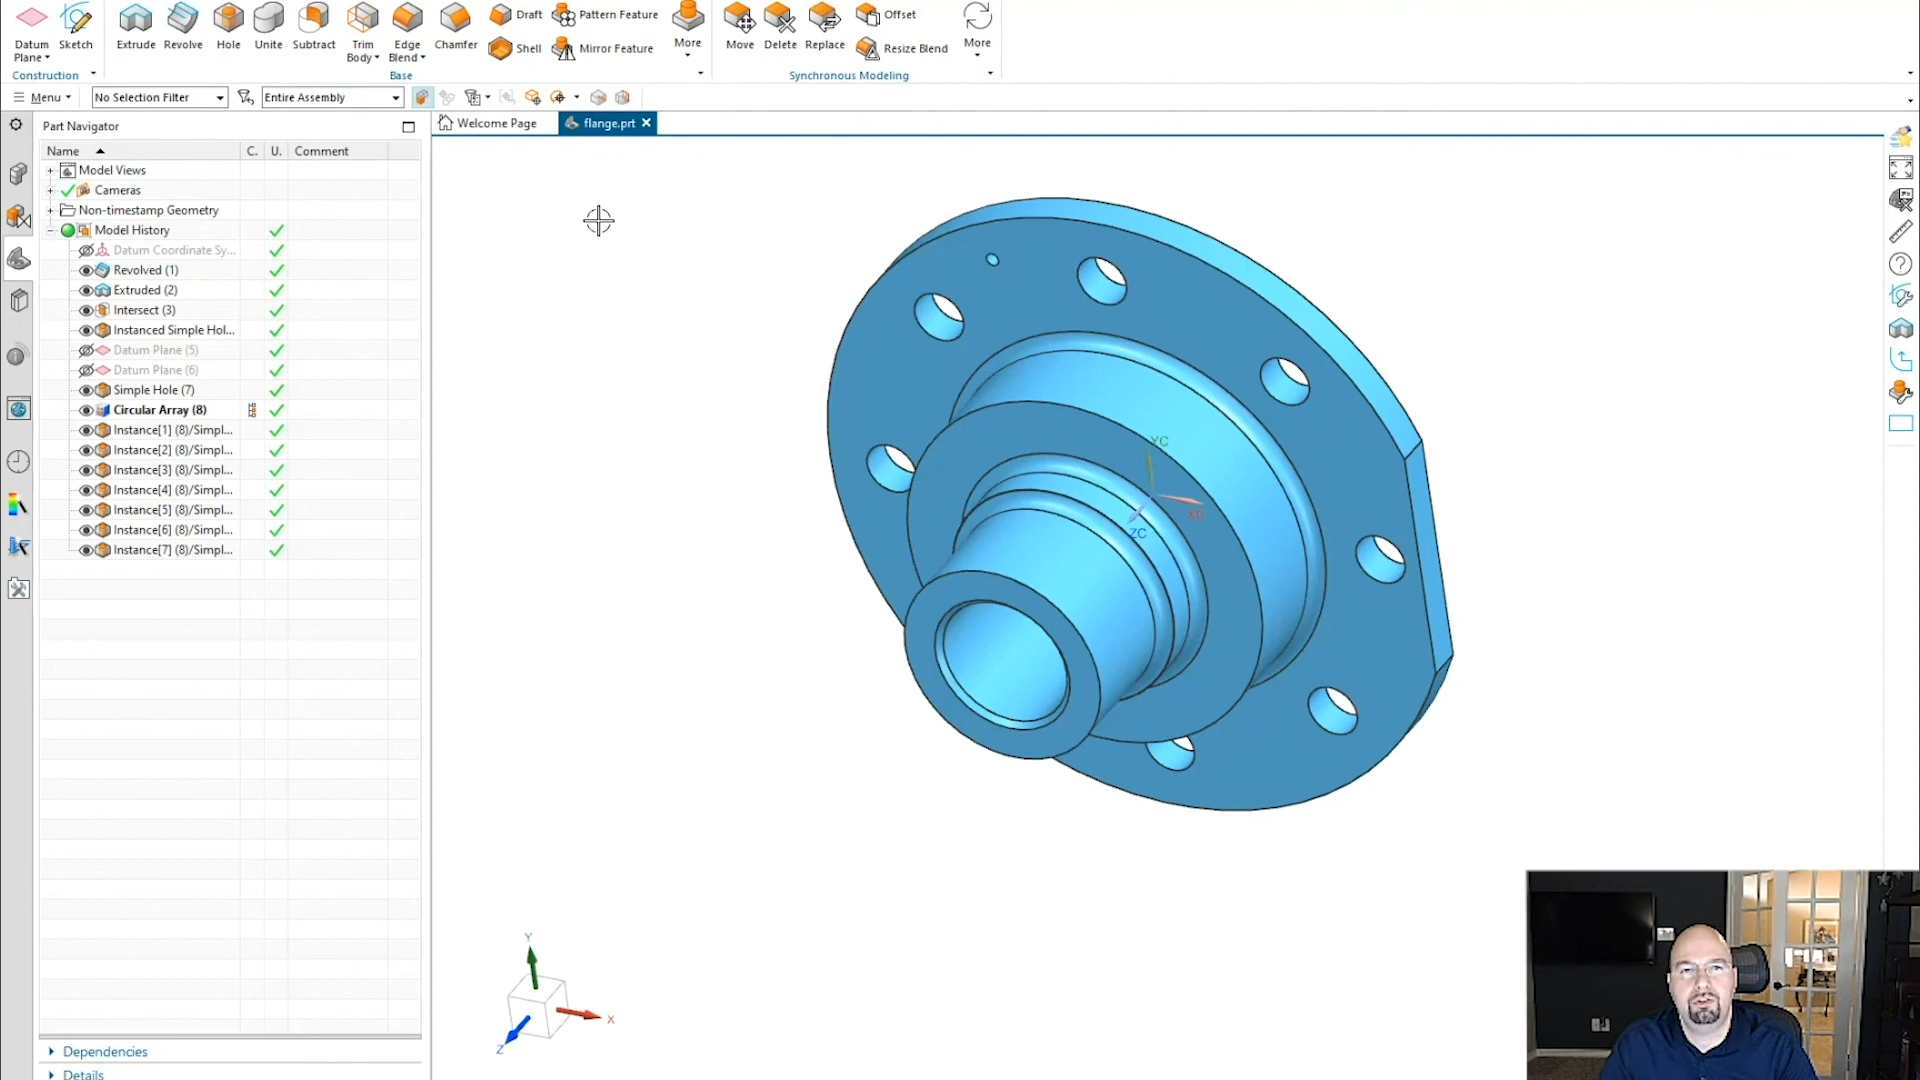 Datum Plane
Sketch
Construction
Extrude
Revolve
Hole
Unite
Subtract
Trim Body
Edge Blend
Chamfer
Draft
Shell
Pattern Feature
Mirror Feature
More
Base
Move
Delete
Replace
Offset
Resize Blend
More
Synchronous Modeling
Menu
No Selection Filter
Entire Assembly
Part Navigator
Welcome Page
flange.prt
Name C. U. Comment
Model Views
Cameras
Non-timestamp Geometry
Model History
Datum Coordinate Sy...
Revolved (1)
Extruded (2)
Intersect (3)
Instanced Simple Hol...
Datum Plane (5)
Datum Plane (6)
Simple Hole (7)
Circular Array (8)
Instance[1] (8)/Simpl...
Instance[2] (8)/Simpl...
Instance[3] (8)/Simpl...
Instance[4] (8)/Simpl...
Instance[5] (8)/Simpl...
Instance[6] (8)/Simpl...
Instance[7] (8)/Simpl...
Dependencies
Details
YC
XC
ZC
Y
X
Z